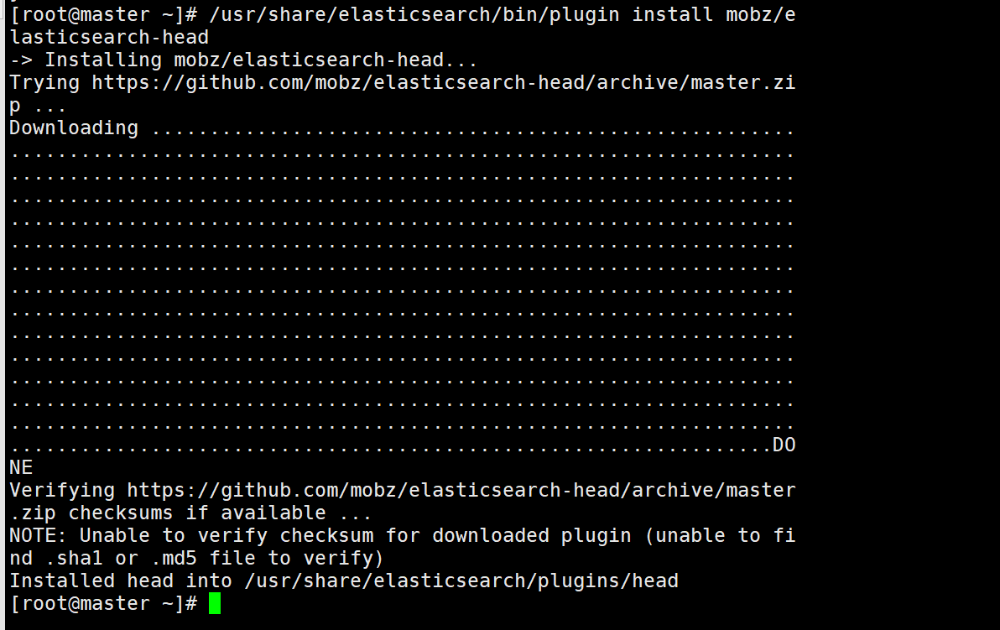 [root@master ~]# /usr/share/elasticsearch/bin/plugin install mobz/e
lasticsearch-head
-> Installing mobz/elasticsearch-head...
Trying https://github.com/mobz/elasticsearch-head/archive/master.zi
p ...
Downloading .......................................................
...................................................................
...................................................................
...................................................................
...................................................................
...................................................................
...................................................................
...................................................................
...................................................................
...................................................................
...................................................................
...................................................................
...................................................................
...................................................................
.................................................................DO
NE
Verifying https://github.com/mobz/elasticsearch-head/archive/master
.zip checksums if available ...
NOTE: Unable to verify checksum for downloaded plugin (unable to fi
nd .sha1 or .md5 file to verify)
Installed head into /usr/share/elasticsearch/plugins/head
[root@master ~]#